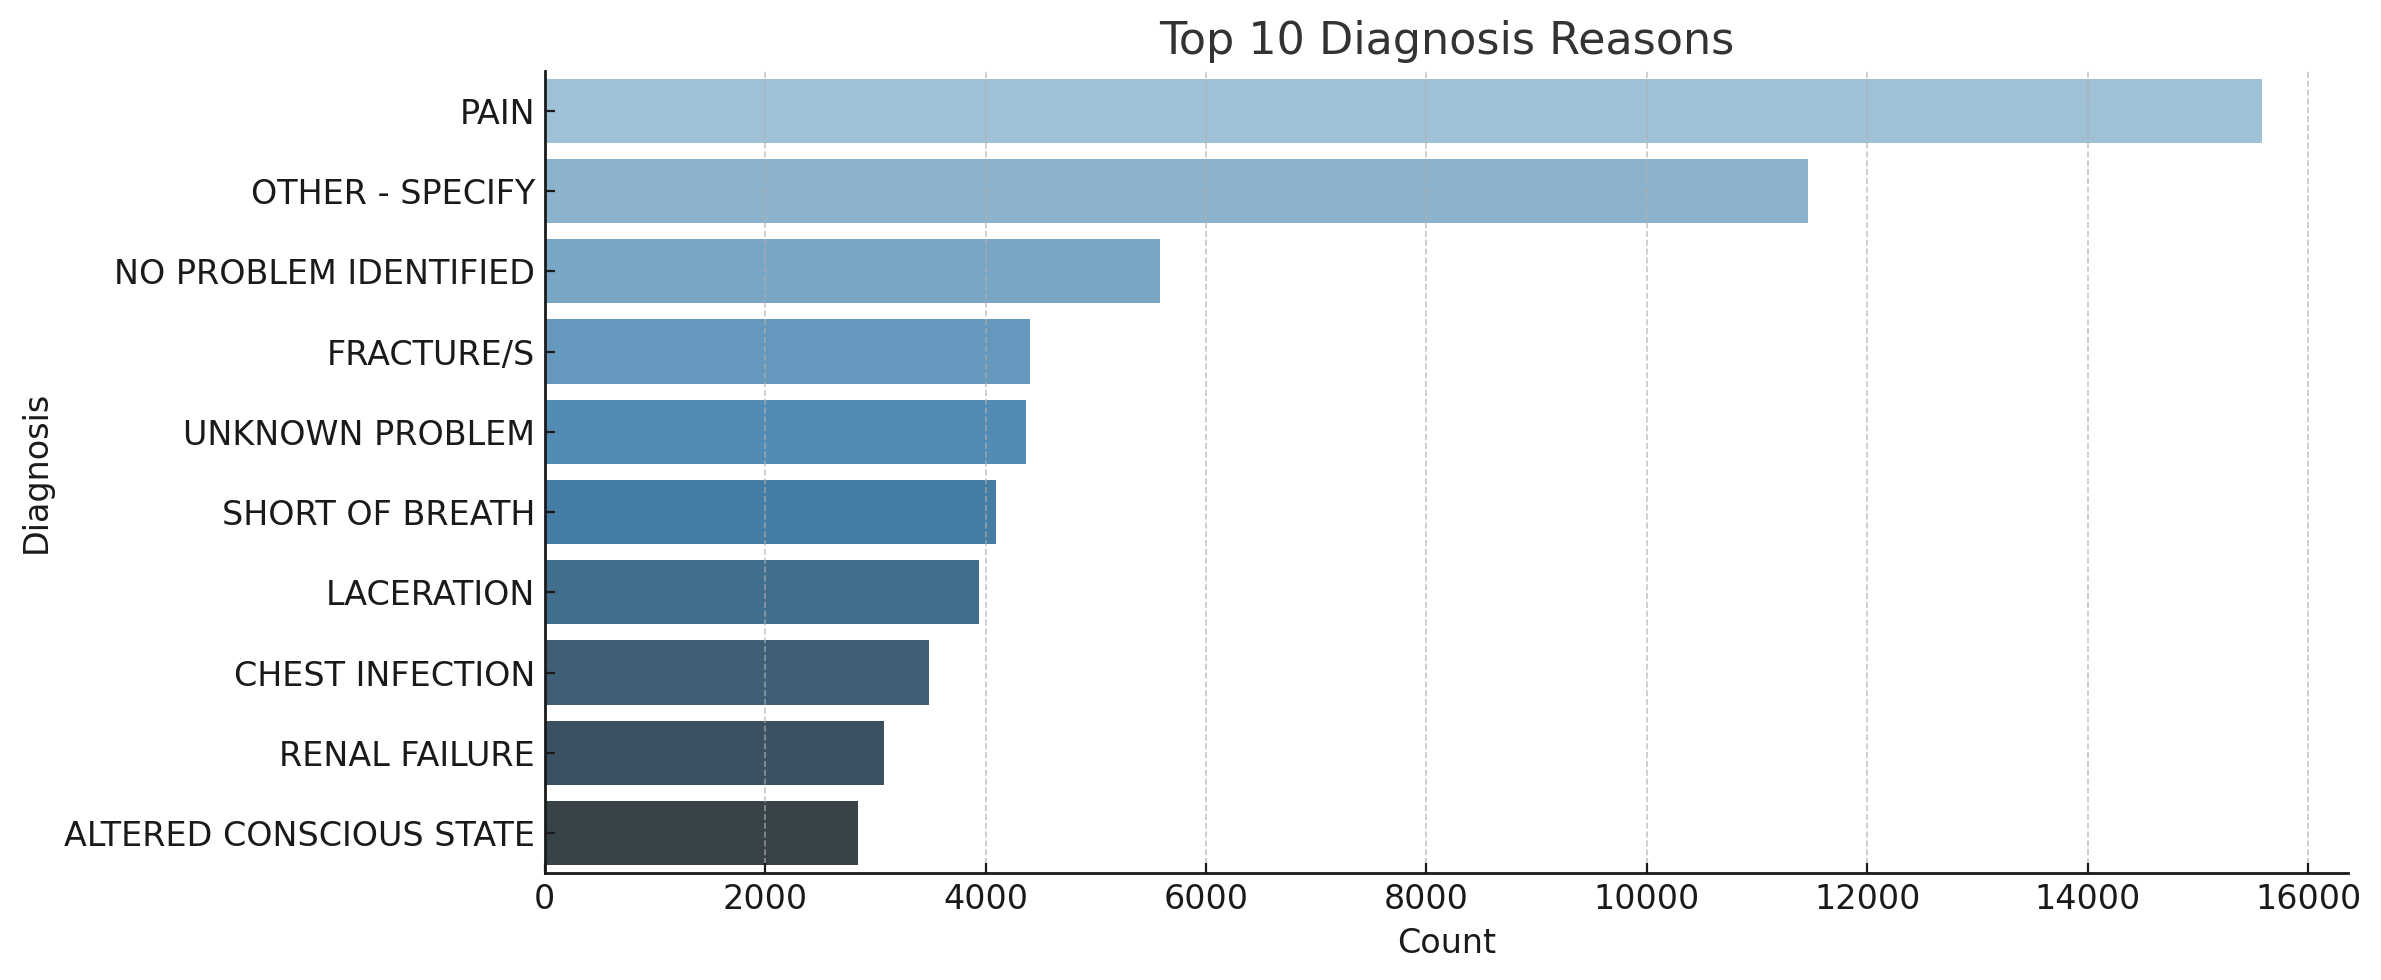 Top 10 Diagnosis Reasons
PAIN
OTHER - SPECIFY
NO PROBLEM IDENTIFIED
FRACTURE/S
UNKNOWN PROBLEM
SHORT OF BREATH
LACERATION
CHEST INFECTION
RENAL FAILURE
ALTERED CONSCIOUS STATE
Diagnosis
0 2000 4000 6000 8000 10000 12000 14000 16000
Count